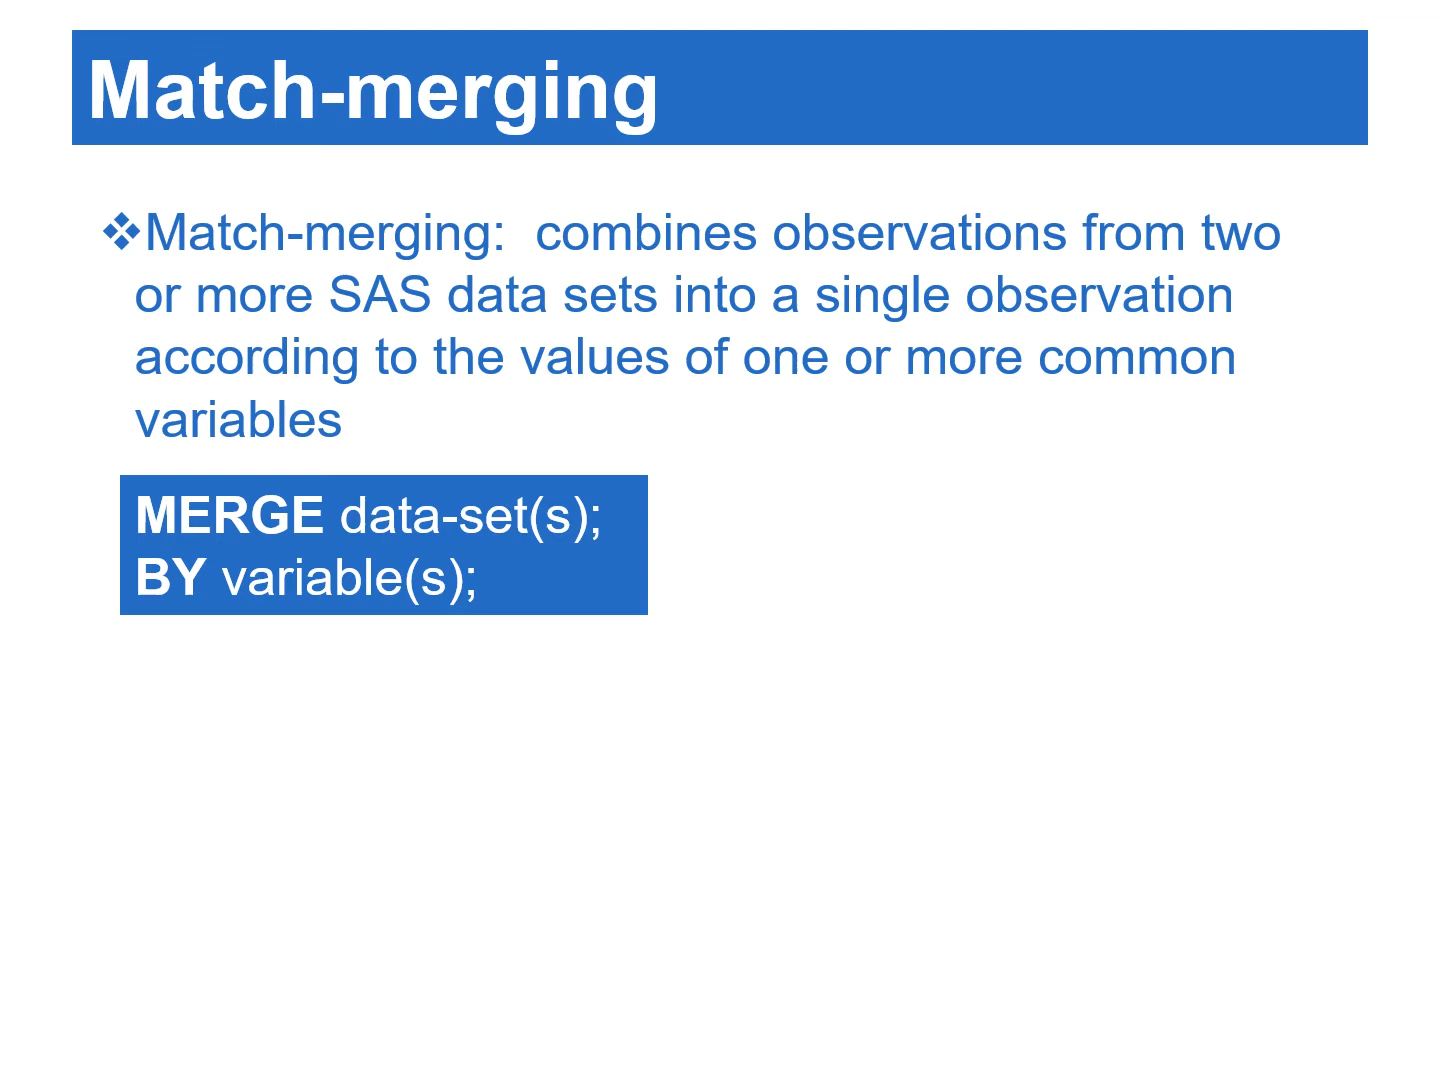 Match-merging
❖Match-merging:  combines observations from two
or more SAS data sets into a single observation
according to the values of one or more common
variables
MERGE data-set(s);
BY variable(s);